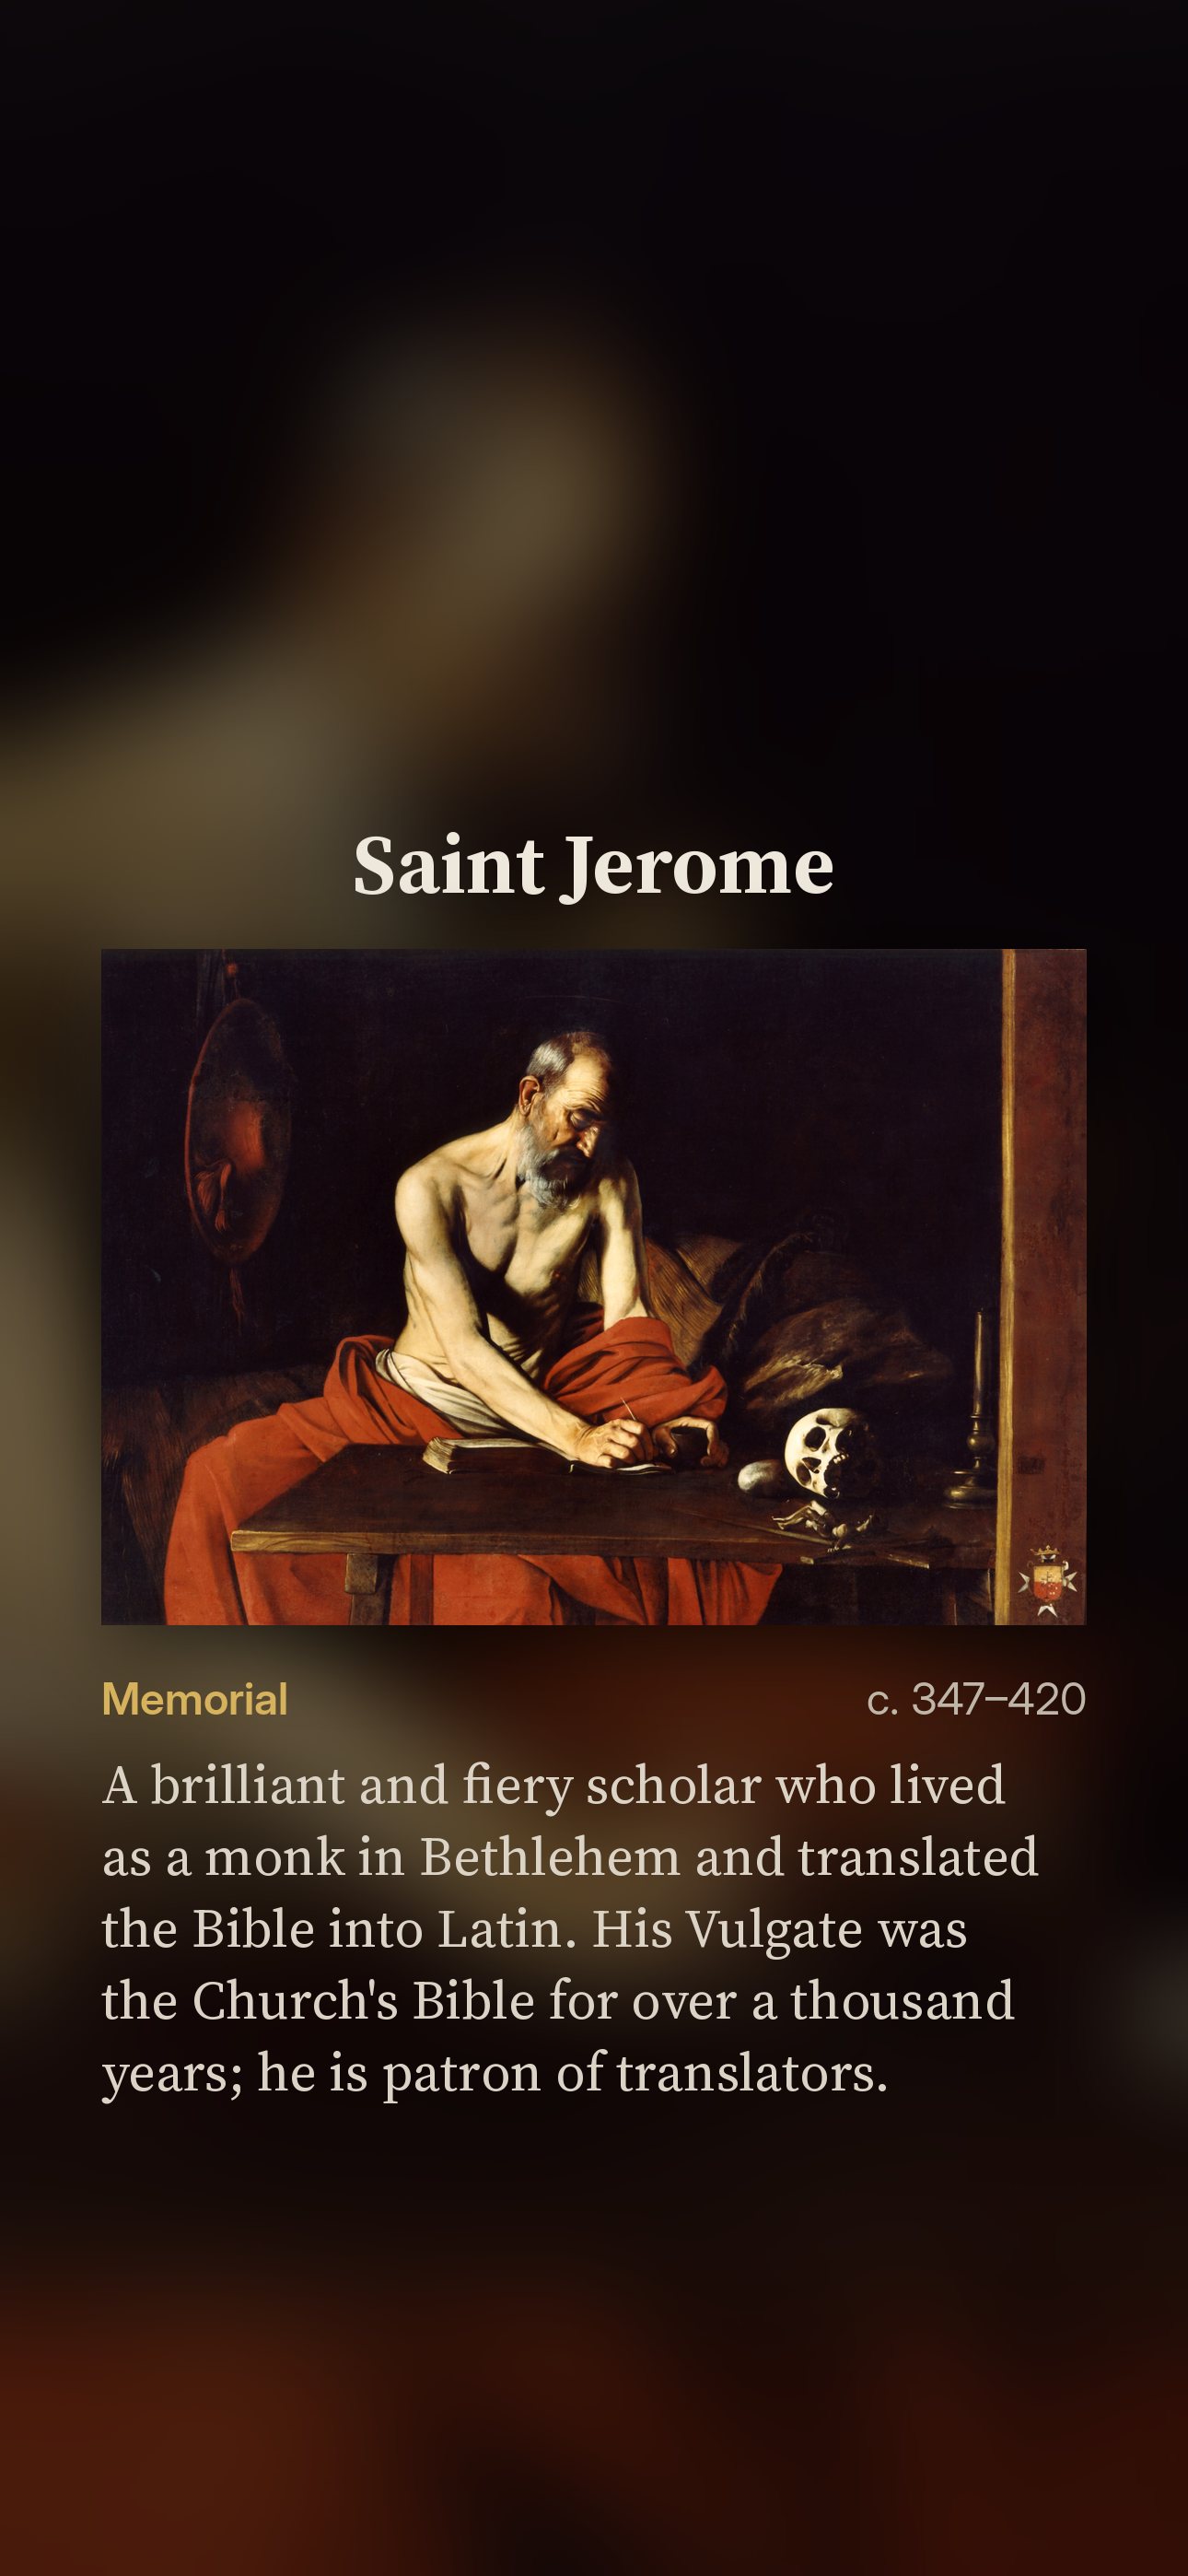 Saint Jerome
Memorial
c. 347–420
A brilliant and fiery scholar who lived
as a monk in Bethlehem and translated
the Bible into Latin. His Vulgate was
the Church's Bible for over a thousand
years; he is patron of translators.